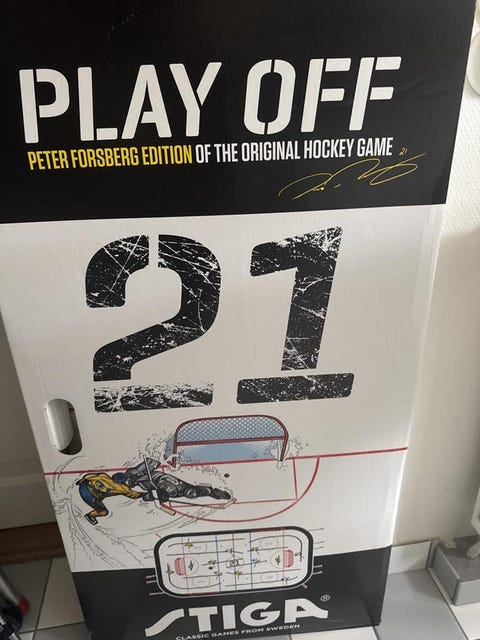 PLAY OFF
PETER FORSBERG EDITION OF THE ORIGINAL HOCKEY GAME
21
21
STIGA®
CLASSIC GAMES FROM SWEDEN